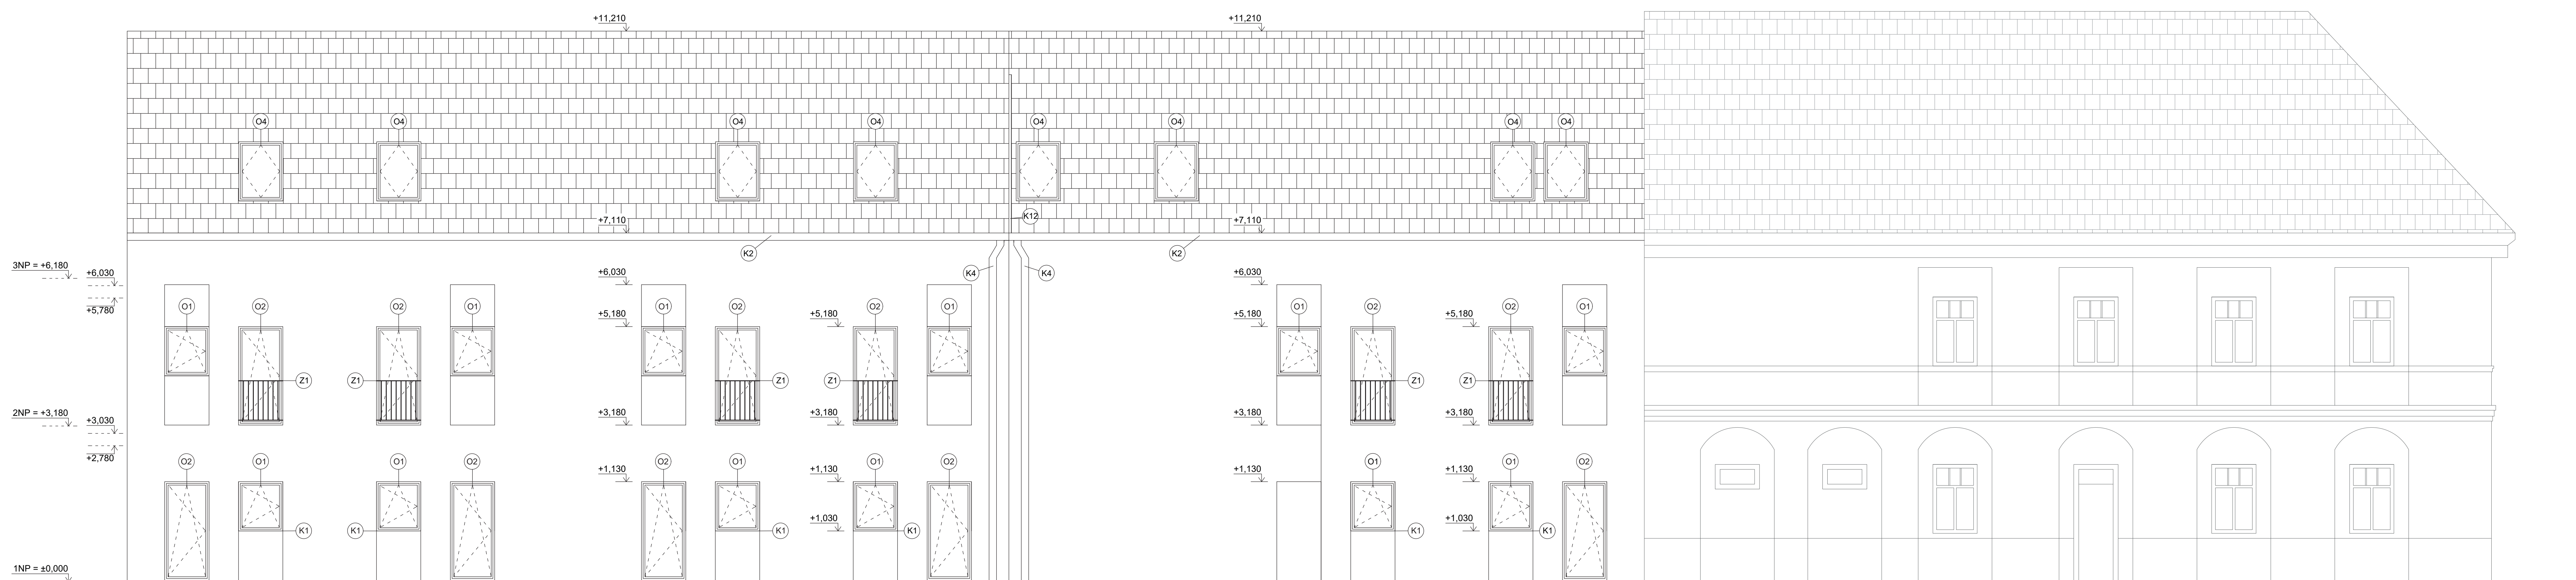 +11,210 +11,210
O4 O4 O4 O4 O4 O4 O4 O4
K12
+7,110 +7,110
K2 K2
3NP = +6,180 +6,030 +6,030 K4 K4 +6,030
+5,780
O1 O2 O2 O1 O1 O2 O2 O1 O1 O2 O2 O1
+5,180 +5,180 +5,180 +5,180
Z1 Z1 Z1 Z1 Z1 Z1
2NP = +3,180 +3,180 +3,180 +3,180 +3,180
+3,030
+2,780
O2 O1 O1 O2 O2 O1 O1 O2 O1 O1 O2
+1,130 +1,130 +1,130 +1,130
+1,030 +1,030
K1 K1 K1 K1 K1 K1
1NP = ±0,000